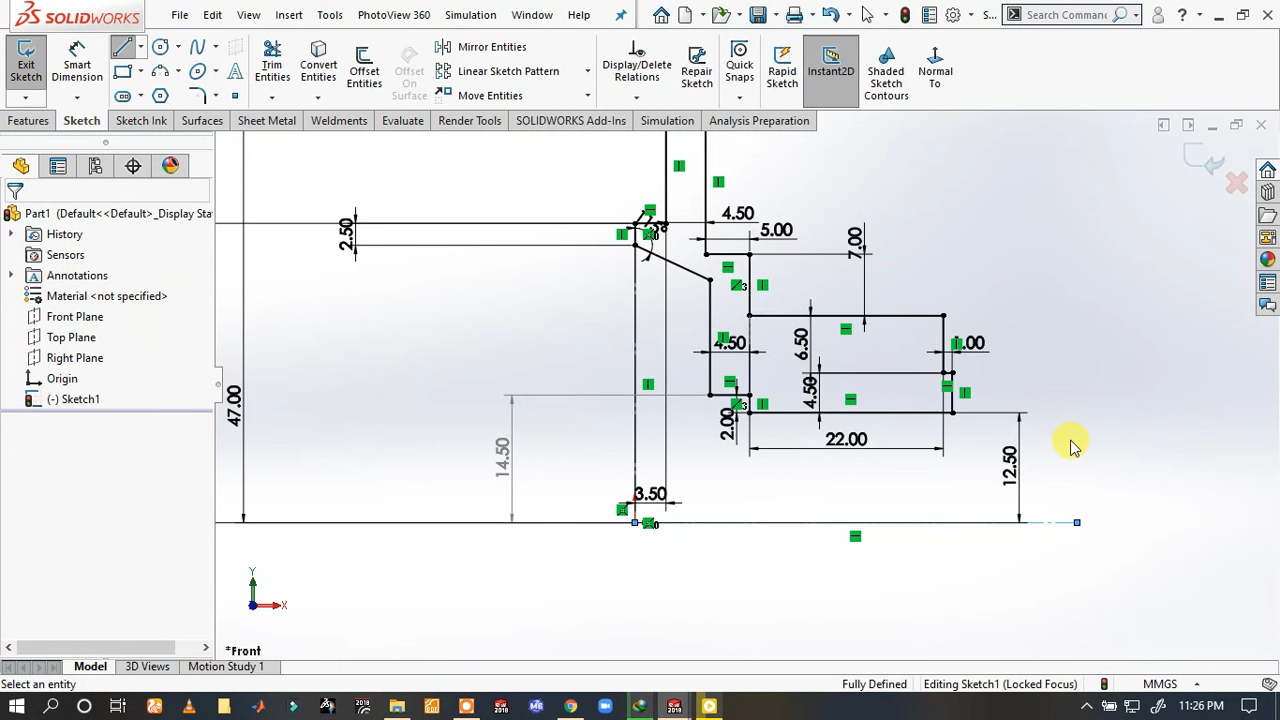 SOLIDWORKS File Edit View Insert Tools PhotoView 360 Simulation Window Help S... Search Comman
Exit Sketch
Smart Dimension
Trim Entities
Convert Entities
Offset Entities
Offset On Surface
Mirror Entities
Linear Sketch Pattern
Move Entities
Display/Delete Relations
Repair Sketch
Quick Snaps
Rapid Sketch
Instant2D
Shaded Sketch Contours
Normal To
Features Sketch Sketch Ink Surfaces Sheet Metal Weldments Evaluate Render Tools SOLIDWORKS Add-Ins Simulation Analysis Preparation
Part1 (Default<<Default>_Display Sta
History
Sensors
Annotations
Material <not specified>
Front Plane
Top Plane
Right Plane
Origin
(-) Sketch1
2.50
4.50
5.00
7.00
6.50
4.50
4.50
.00
2.00
22.00
12.50
47.00
14.50
3.50
Y
X
*Front
Model 3D Views Motion Study 1
Select an entity Fully Defined Editing Sketch1 (Locked Focus) MMGS
11:26 PM